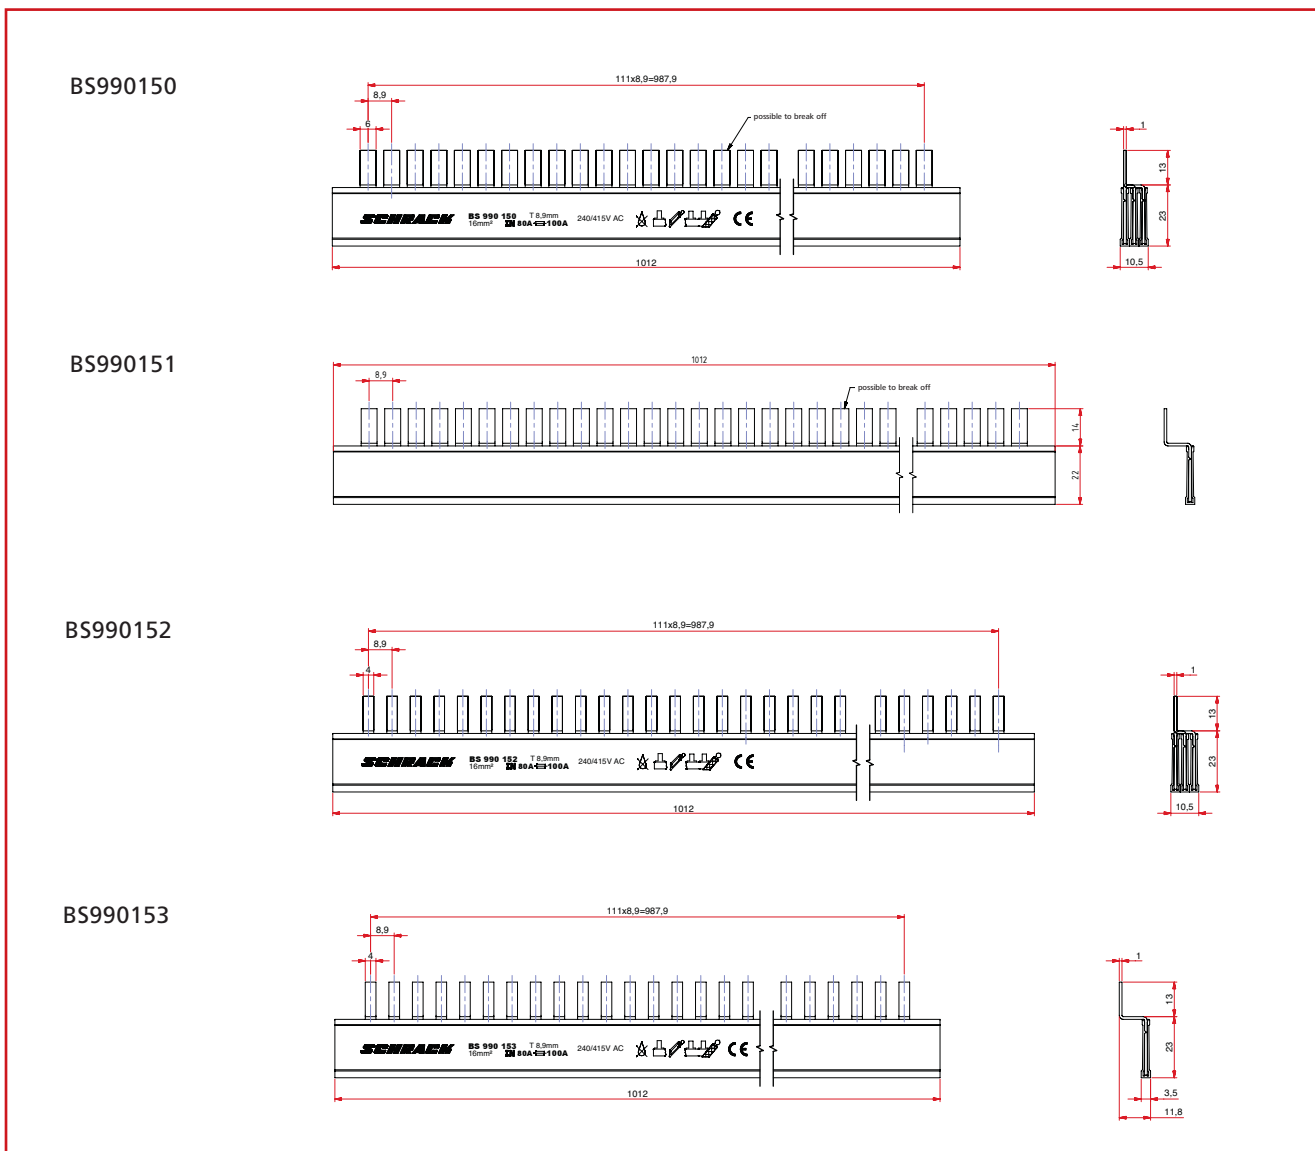 BS990150
111x8,9=987,9
8,9
6
possible to break off
1
13
23
SCHRACK BS 990 150 T 8,9mm 240/415V AC CE
16mm² IN 80A 100A
10,5
1012
BS990151
1012
8,9
possible to break off
14
22
BS990152
111x8,9=987,9
8,9
4
1
13
23
SCHRACK BS 990 152 T 8,9mm 240/415V AC CE
16mm² IN 80A 100A
10,5
1012
BS990153
111x8,9=987,9
8,9
4
1
13
23
SCHRACK BS 990 153 T 8,9mm 240/415V AC CE
16mm² IN 80A 100A
1012
3,5
11,8